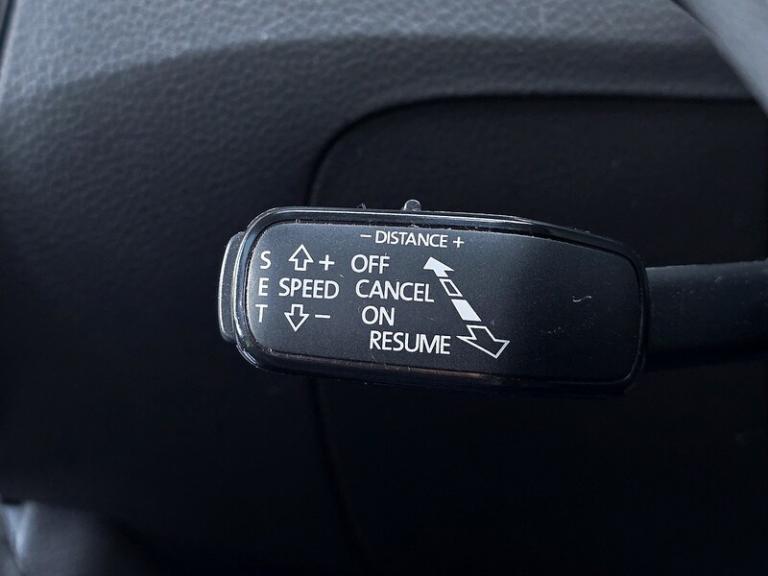 − DISTANCE +
S + OFF
E SPEED CANCEL
T − ON
RESUME